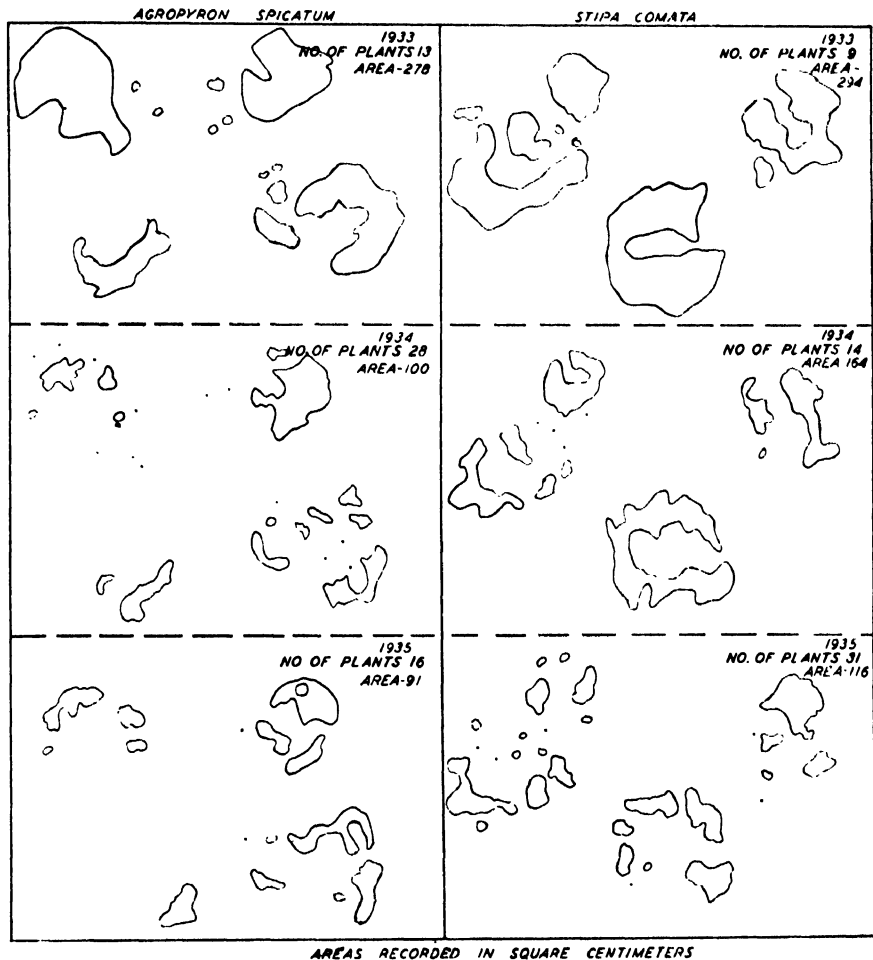 AGROPYRON SPICATUM
STIPA COMATA
1933
NO. OF PLANTS 13
AREA-278
1933
NO. OF PLANTS 9
AREA-
294
1934
NO. OF PLANTS 28
AREA-100
1934
NO OF PLANTS 14
AREA 164
1935
NO OF PLANTS 16
AREA-91
1935
NO. OF PLANTS 31
AREA-116
AREAS RECORDED IN SQUARE CENTIMETERS